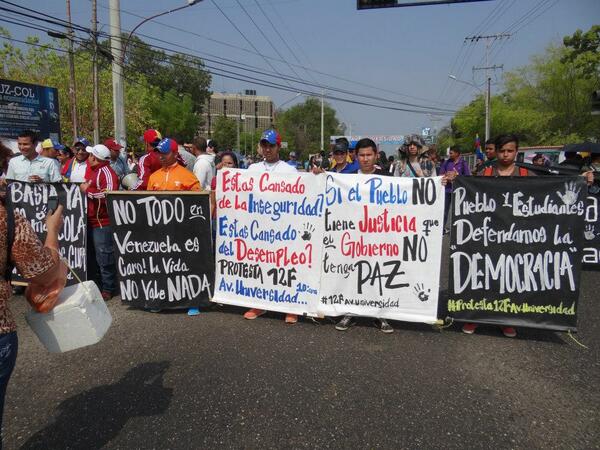 UZ-COL
BASTA
YA
NO TODO en
Venezuela es
Caro! la Vida
No Vale NADA
Estas Cansado
de la Inseguridad!
Estas Cansado
del Desempleo?
PROTESTA 12F
Av. Universidad...
Si el Pueblo NO
tiene Justicia que
el Gobierno NO
tenga PAZ
#12F Av. Universidad
Pueblo y Estudiantes
Defendamos la
"DEMOCRACIA"
#Protesta 12F Av. Universidad